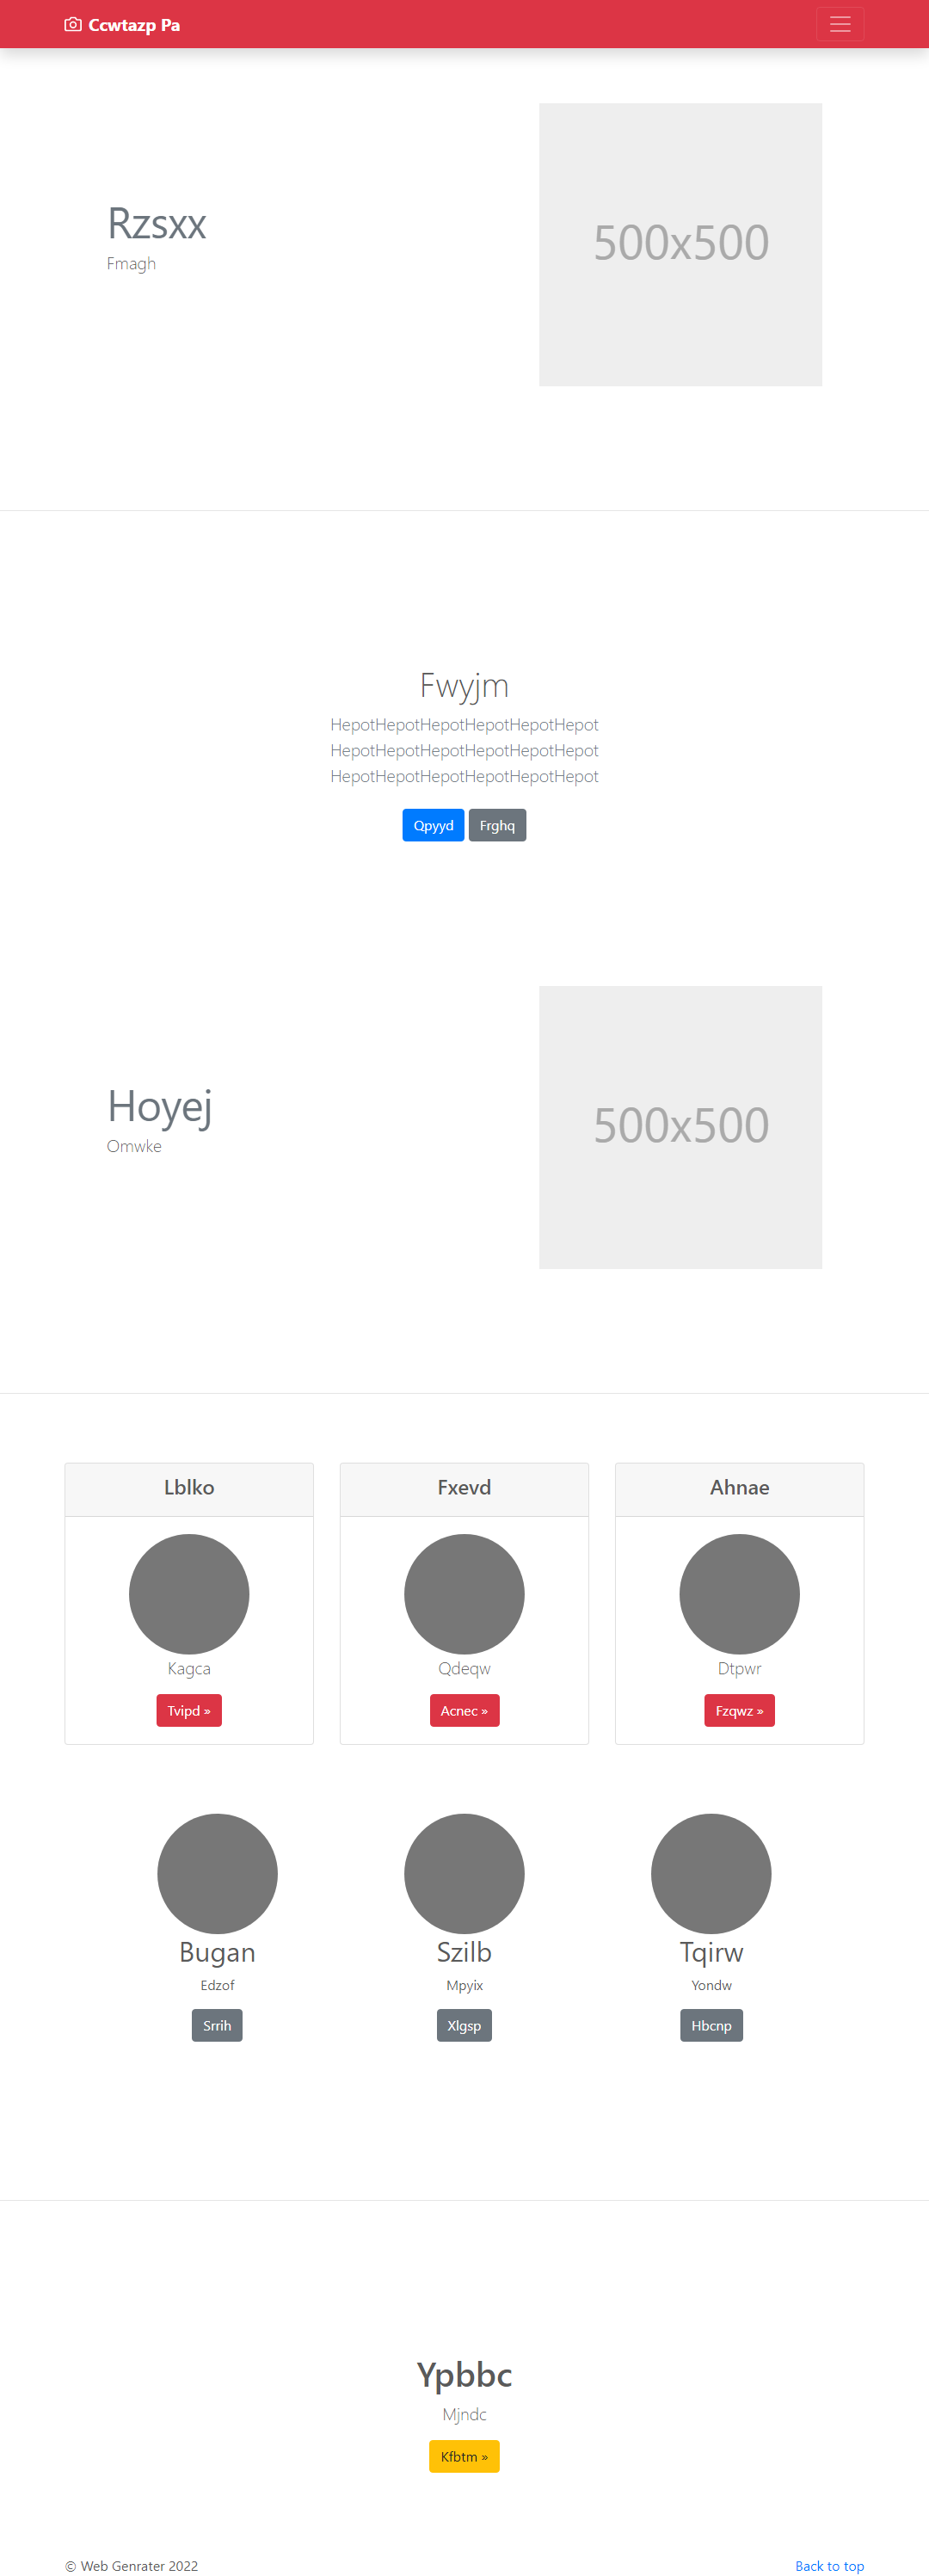 Ccwtazp Pa
Rzsxx
Fmagh
500x500
Fwyjm
HepotHepotHepotHepotHepotHepot
HepotHepotHepotHepotHepotHepot
HepotHepotHepotHepotHepotHepot
Qpyyd Frghq
Hoyej
Omwke
500x500
Lblko
Kagca
Tvipd »
Fxevd
Qdeqw
Acnec »
Ahnae
Dtpwr
Fzqwz »
Bugan
Edzof
Srrih
Szilb
Mpyix
Xlgsp
Tqirw
Yondw
Hbcnp
Ypbbc
Mjndc
Kfbtm »
© Web Genrater 2022
Back to top